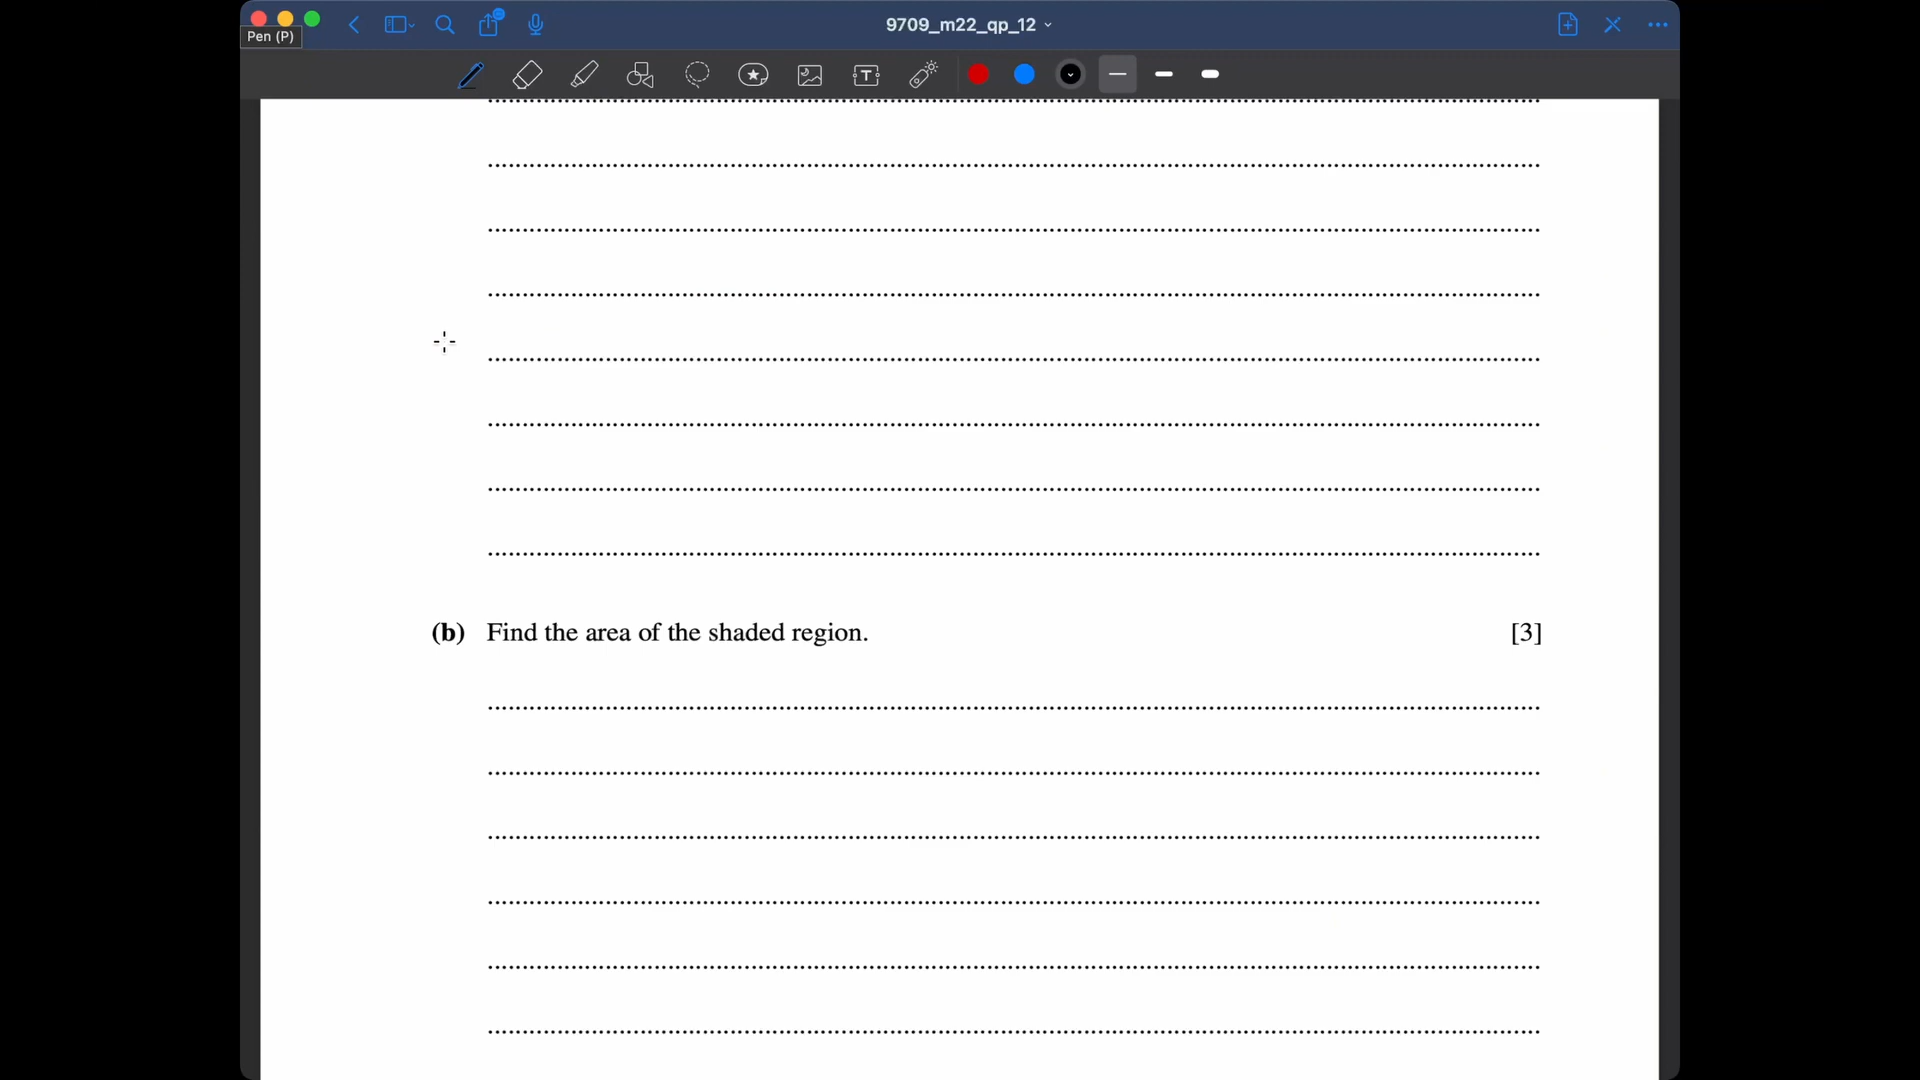 9709_m22_qp_12
Pen (P)
(b) Find the area of the shaded region. [3]